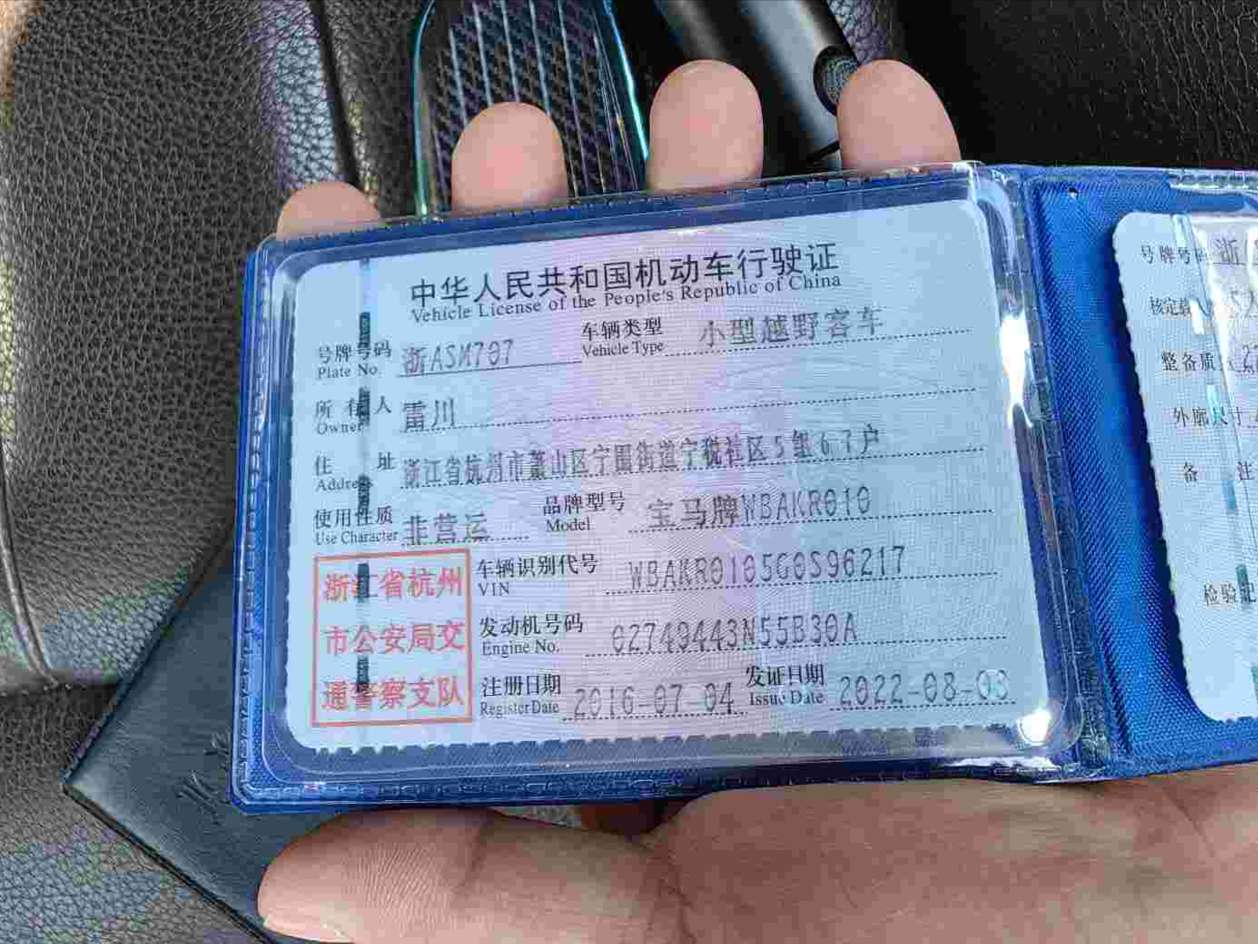 中华人民共和国机动车行驶证
Vehicle License of the People's Republic of China
号牌号码 浙ASM707 车辆类型 小型越野客车
Plate No. Vehicle Type
所有人 雷川
Owner
住址 浙江省杭州市萧山区宁围街道宁税社区5组67户
Address
使用性质 非营运 品牌型号 宝马牌WBAKR010
Use Character Model
浙江省杭州
市公安局交
通警察支队
车辆识别代号 WBAKR0105G0S96217
VIN
发动机号码 02749443N55B30A
Engine No.
注册日期 2016-07-04 发证日期 2022-08-03
Register Date Issue Date
号牌号码 浙
核定载人
整备质
外廓尺寸
备 注
检验记